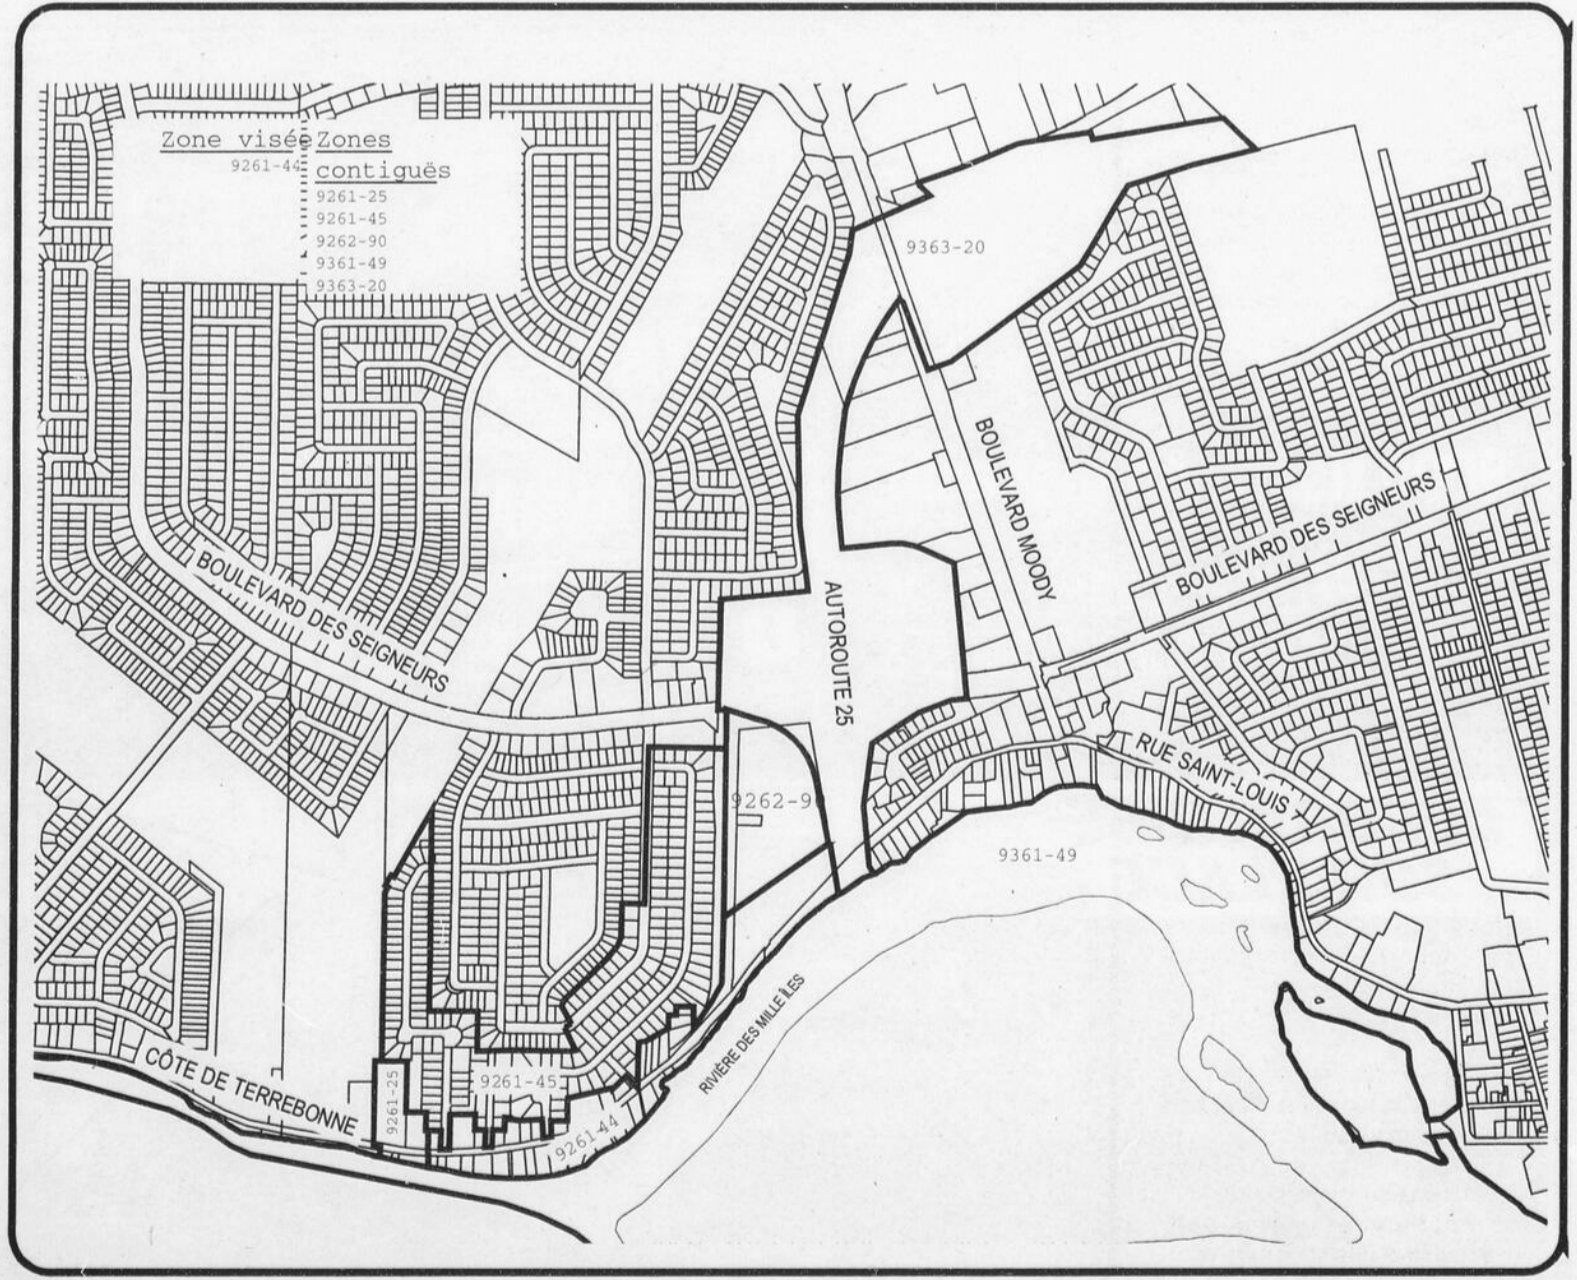 Zone visée
9261-44
Zones
contiguës
9261-25
9261-45
9262-90
9361-49
9363-20
9363-20
BOULEVARD MOODY
BOULEVARD DES SEIGNEURS
BOULEVARD DES SEIGNEURS
AUTOROUTE 25
RUE SAINT-LOUIS
9262-90
9361-49
RIVIÈRE DES MILLE ÎLES
CÔTE DE TERREBONNE
9261-25
9261-45
9261-44